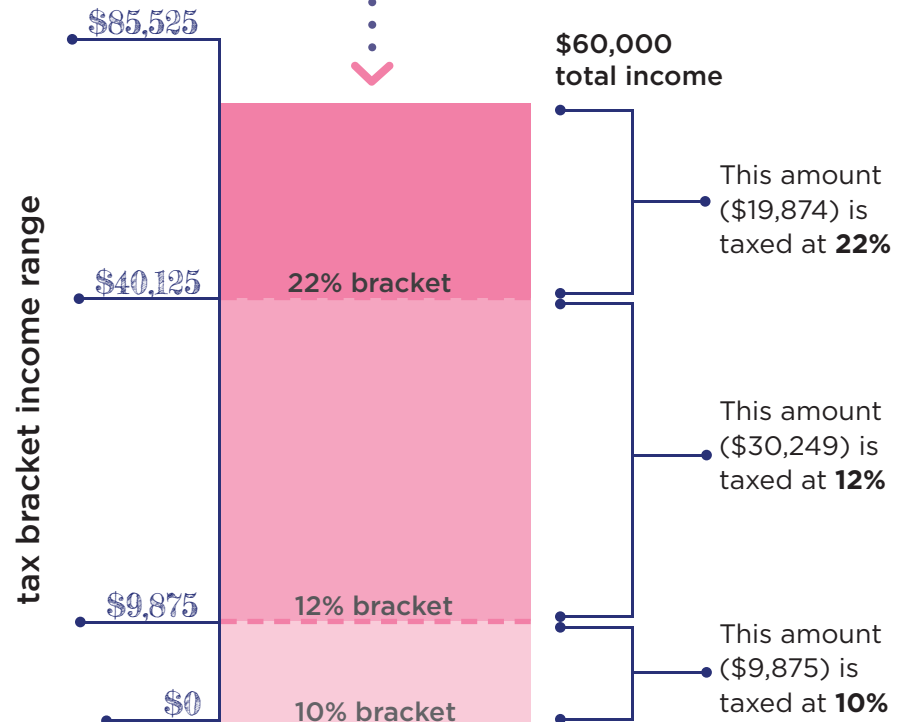 $85,525
$60,000
total income
This amount
($19,874) is
taxed at 22%
tax bracket income range
$40,125
22% bracket
This amount
($30,249) is
taxed at 12%
$9,875
12% bracket
This amount
($9,875) is
taxed at 10%
$0
10% bracket